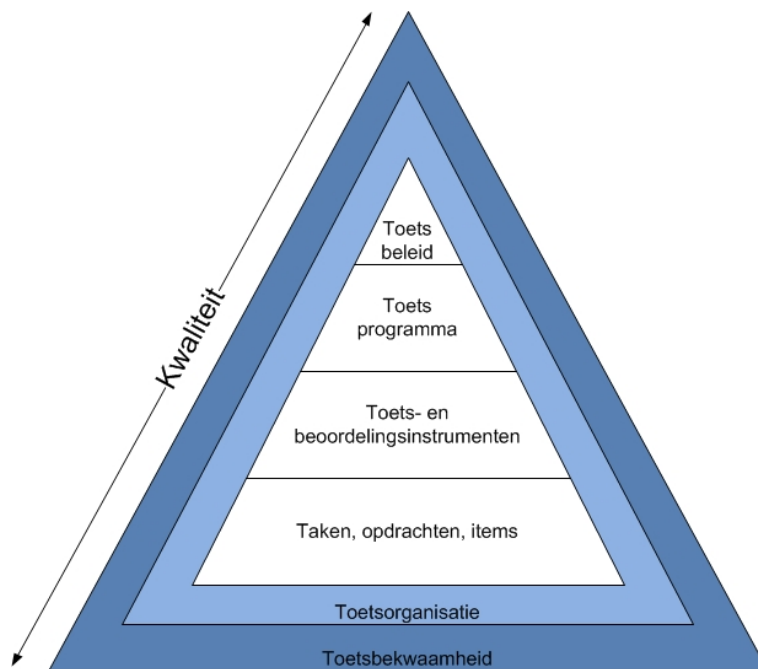 Kwaliteit
Toets
beleid
Toets
programma
Toets- en
beoordelingsinstrumenten
Taken, opdrachten, items
Toetsorganisatie
Toetsbekwaamheid